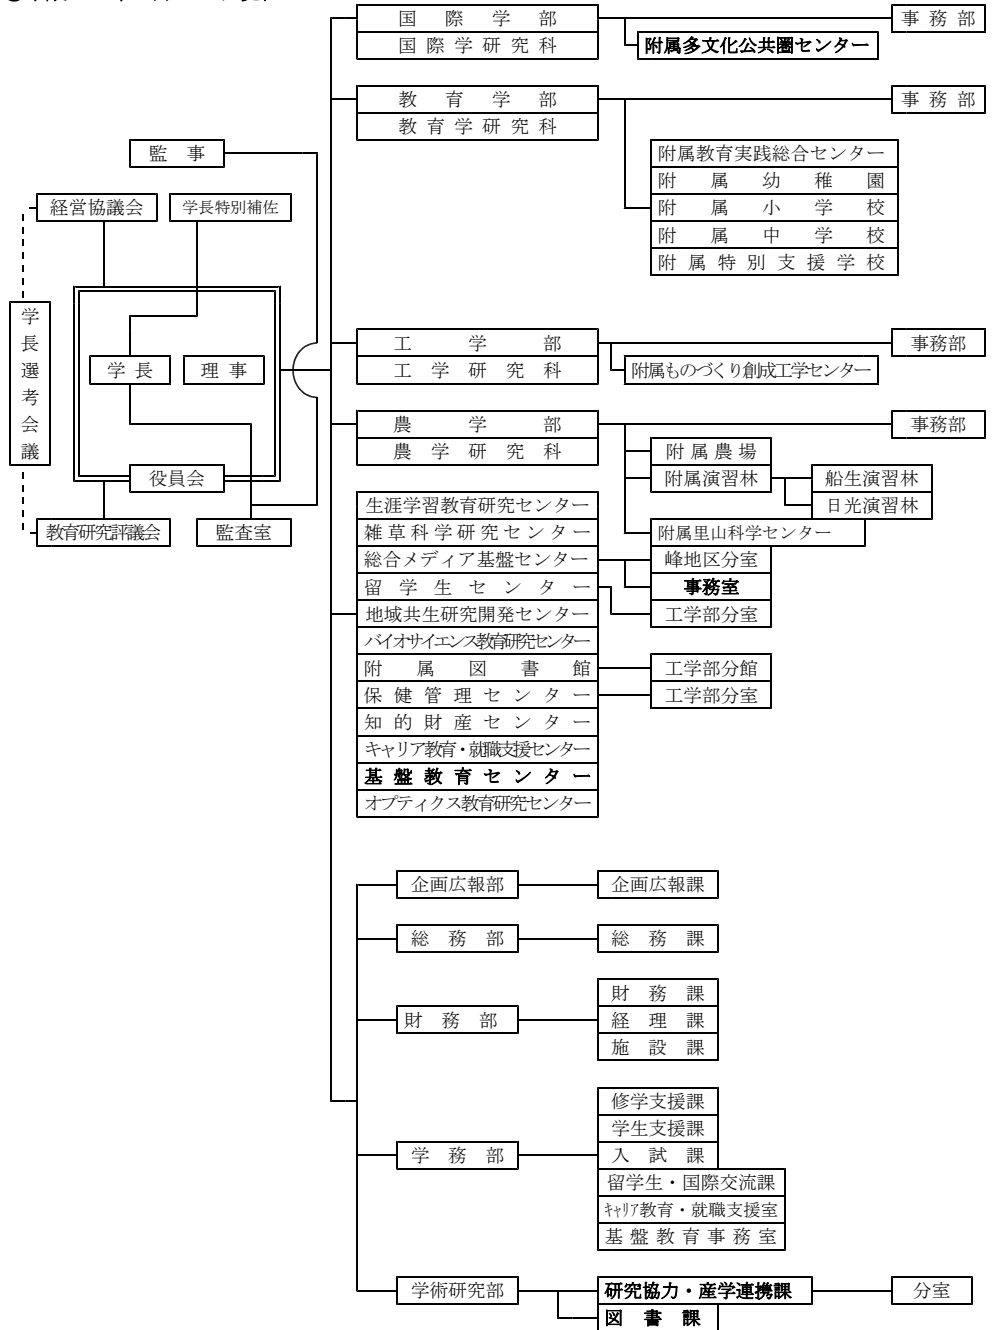 国際学部
事務部
国際学研究科
附属多文化公共圏センター
教育学部
事務部
教育学研究科
監事
附属教育実践総合センター
附属幼稚園
経営協議会
学長特別補佐
附属小学校
附属中学校
附属特別支援学校
学長選考会議
工学部
事務部
学長
理事
工学研究科
附属ものづくり創成工学センター
農学部
事務部
農学研究科
附属農場
役員会
附属演習林
船生演習林
日光演習林
生涯学習教育研究センター
教育研究評議会
監査室
雑草科学研究センター
附属里山科学センター
総合メディア基盤センター
峰地区分室
留学生センター
事務室
地域共生研究開発センター
工学部分室
バイオサイエンス教育研究センター
附属図書館
工学部分館
保健管理センター
工学部分室
知的財産センター
キャリア教育・就職支援センター
基盤教育センター
オプティクス教育研究センター
企画広報部
企画広報課
総務部
総務課
財務課
財務部
経理課
施設課
修学支援課
学生支援課
学務部
入試課
留学生・国際交流課
ｷｬﾘｱ教育・就職支援室
基盤教育事務室
学術研究部
研究協力・産学連携課
分室
図書課